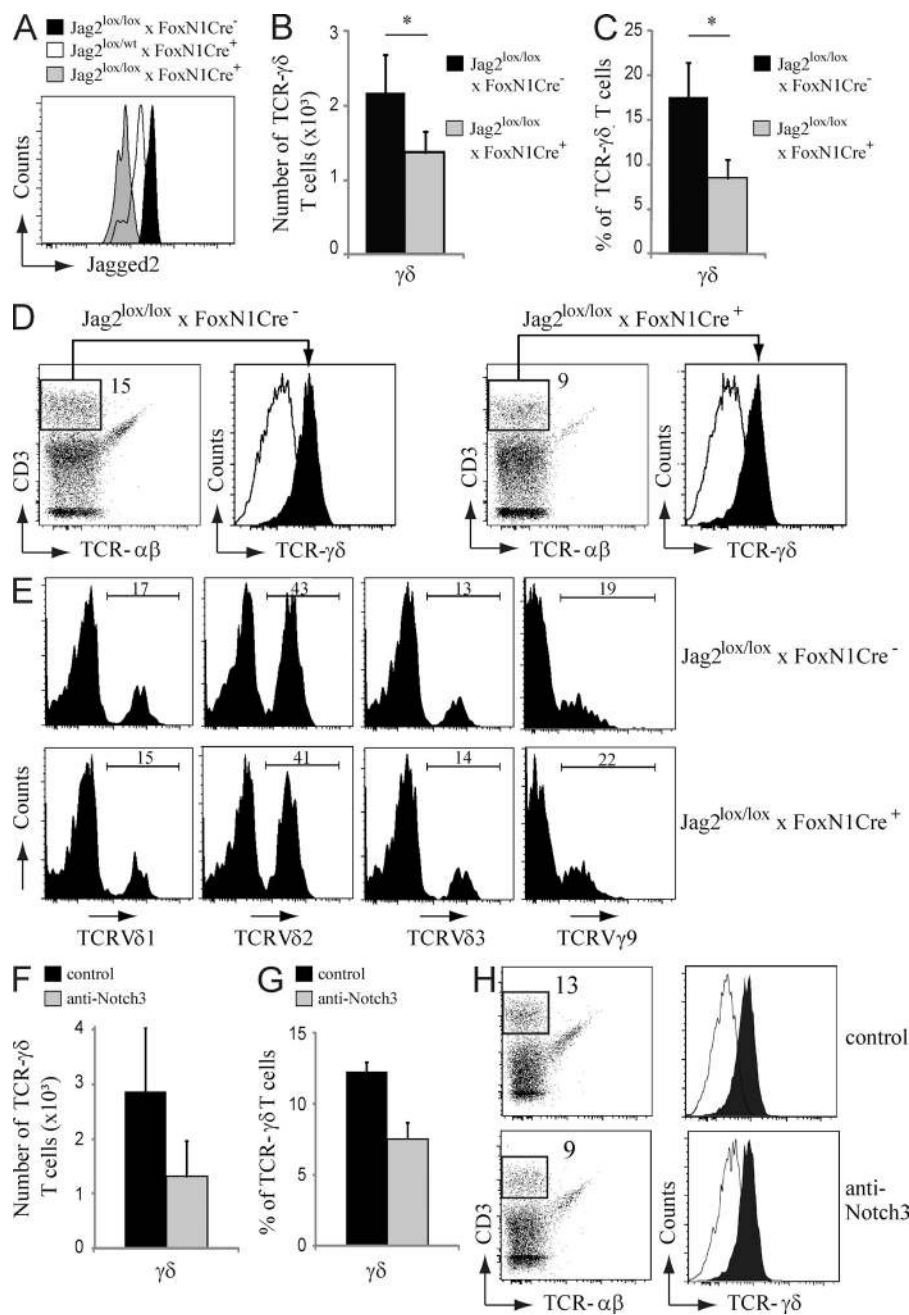 A
Jag2lox/lox x FoxN1Cre-
Jag2lox/wt x FoxN1Cre+
Jag2lox/lox x FoxN1Cre+
Counts
Jagged2
B
*
Number of TCR-γδ
T cells (x10³)
3
2
1
0
γδ
Jag2lox/lox
x FoxN1Cre-
Jag2lox/lox
x FoxN1Cre+
C
*
% of TCR-γδ T cells
25
20
15
10
5
0
γδ
Jag2lox/lox
x FoxN1Cre-
Jag2lox/lox
x FoxN1Cre+
D
Jag2lox/lox x FoxN1Cre-
Jag2lox/lox x FoxN1Cre+
15
CD3
TCR-αβ
Counts
TCR-γδ
9
CD3
TCR-αβ
Counts
TCR-γδ
E
17
43
13
19
Jag2lox/lox x FoxN1Cre-
15
41
14
22
Jag2lox/lox x FoxN1Cre+
Counts
TCRVδ1
TCRVδ2
TCRVδ3
TCRVγ9
F
control
anti-Notch3
Number of TCR-γδ
T cells (x10³)
4
3
2
1
0
γδ
G
control
anti-Notch3
% of TCR-γδ T cells
15
10
5
0
γδ
H
13
control
9
anti-
Notch3
CD3
TCR-αβ
Counts
TCR-γδ